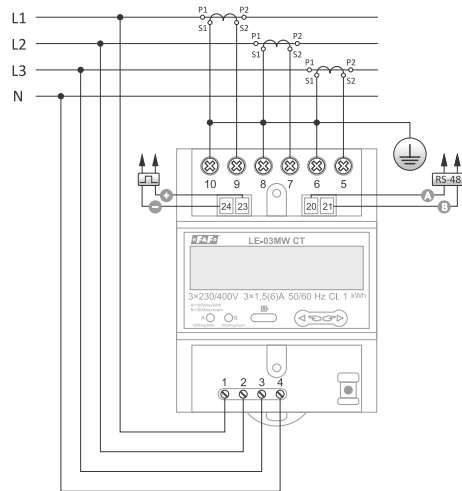 L1
P1 P2
S1 S2
L2
P1 P2
S1 S2
L3
P1 P2
S1 S2
N
10 9 8 7 6 5
RS-48
+ A
− B
24 23 20 21
F&F LE-03MW CT
3×230/400V 3×1,5(6)A 50/60 Hz Cl. 1 kWh
A B
1 2 3 4